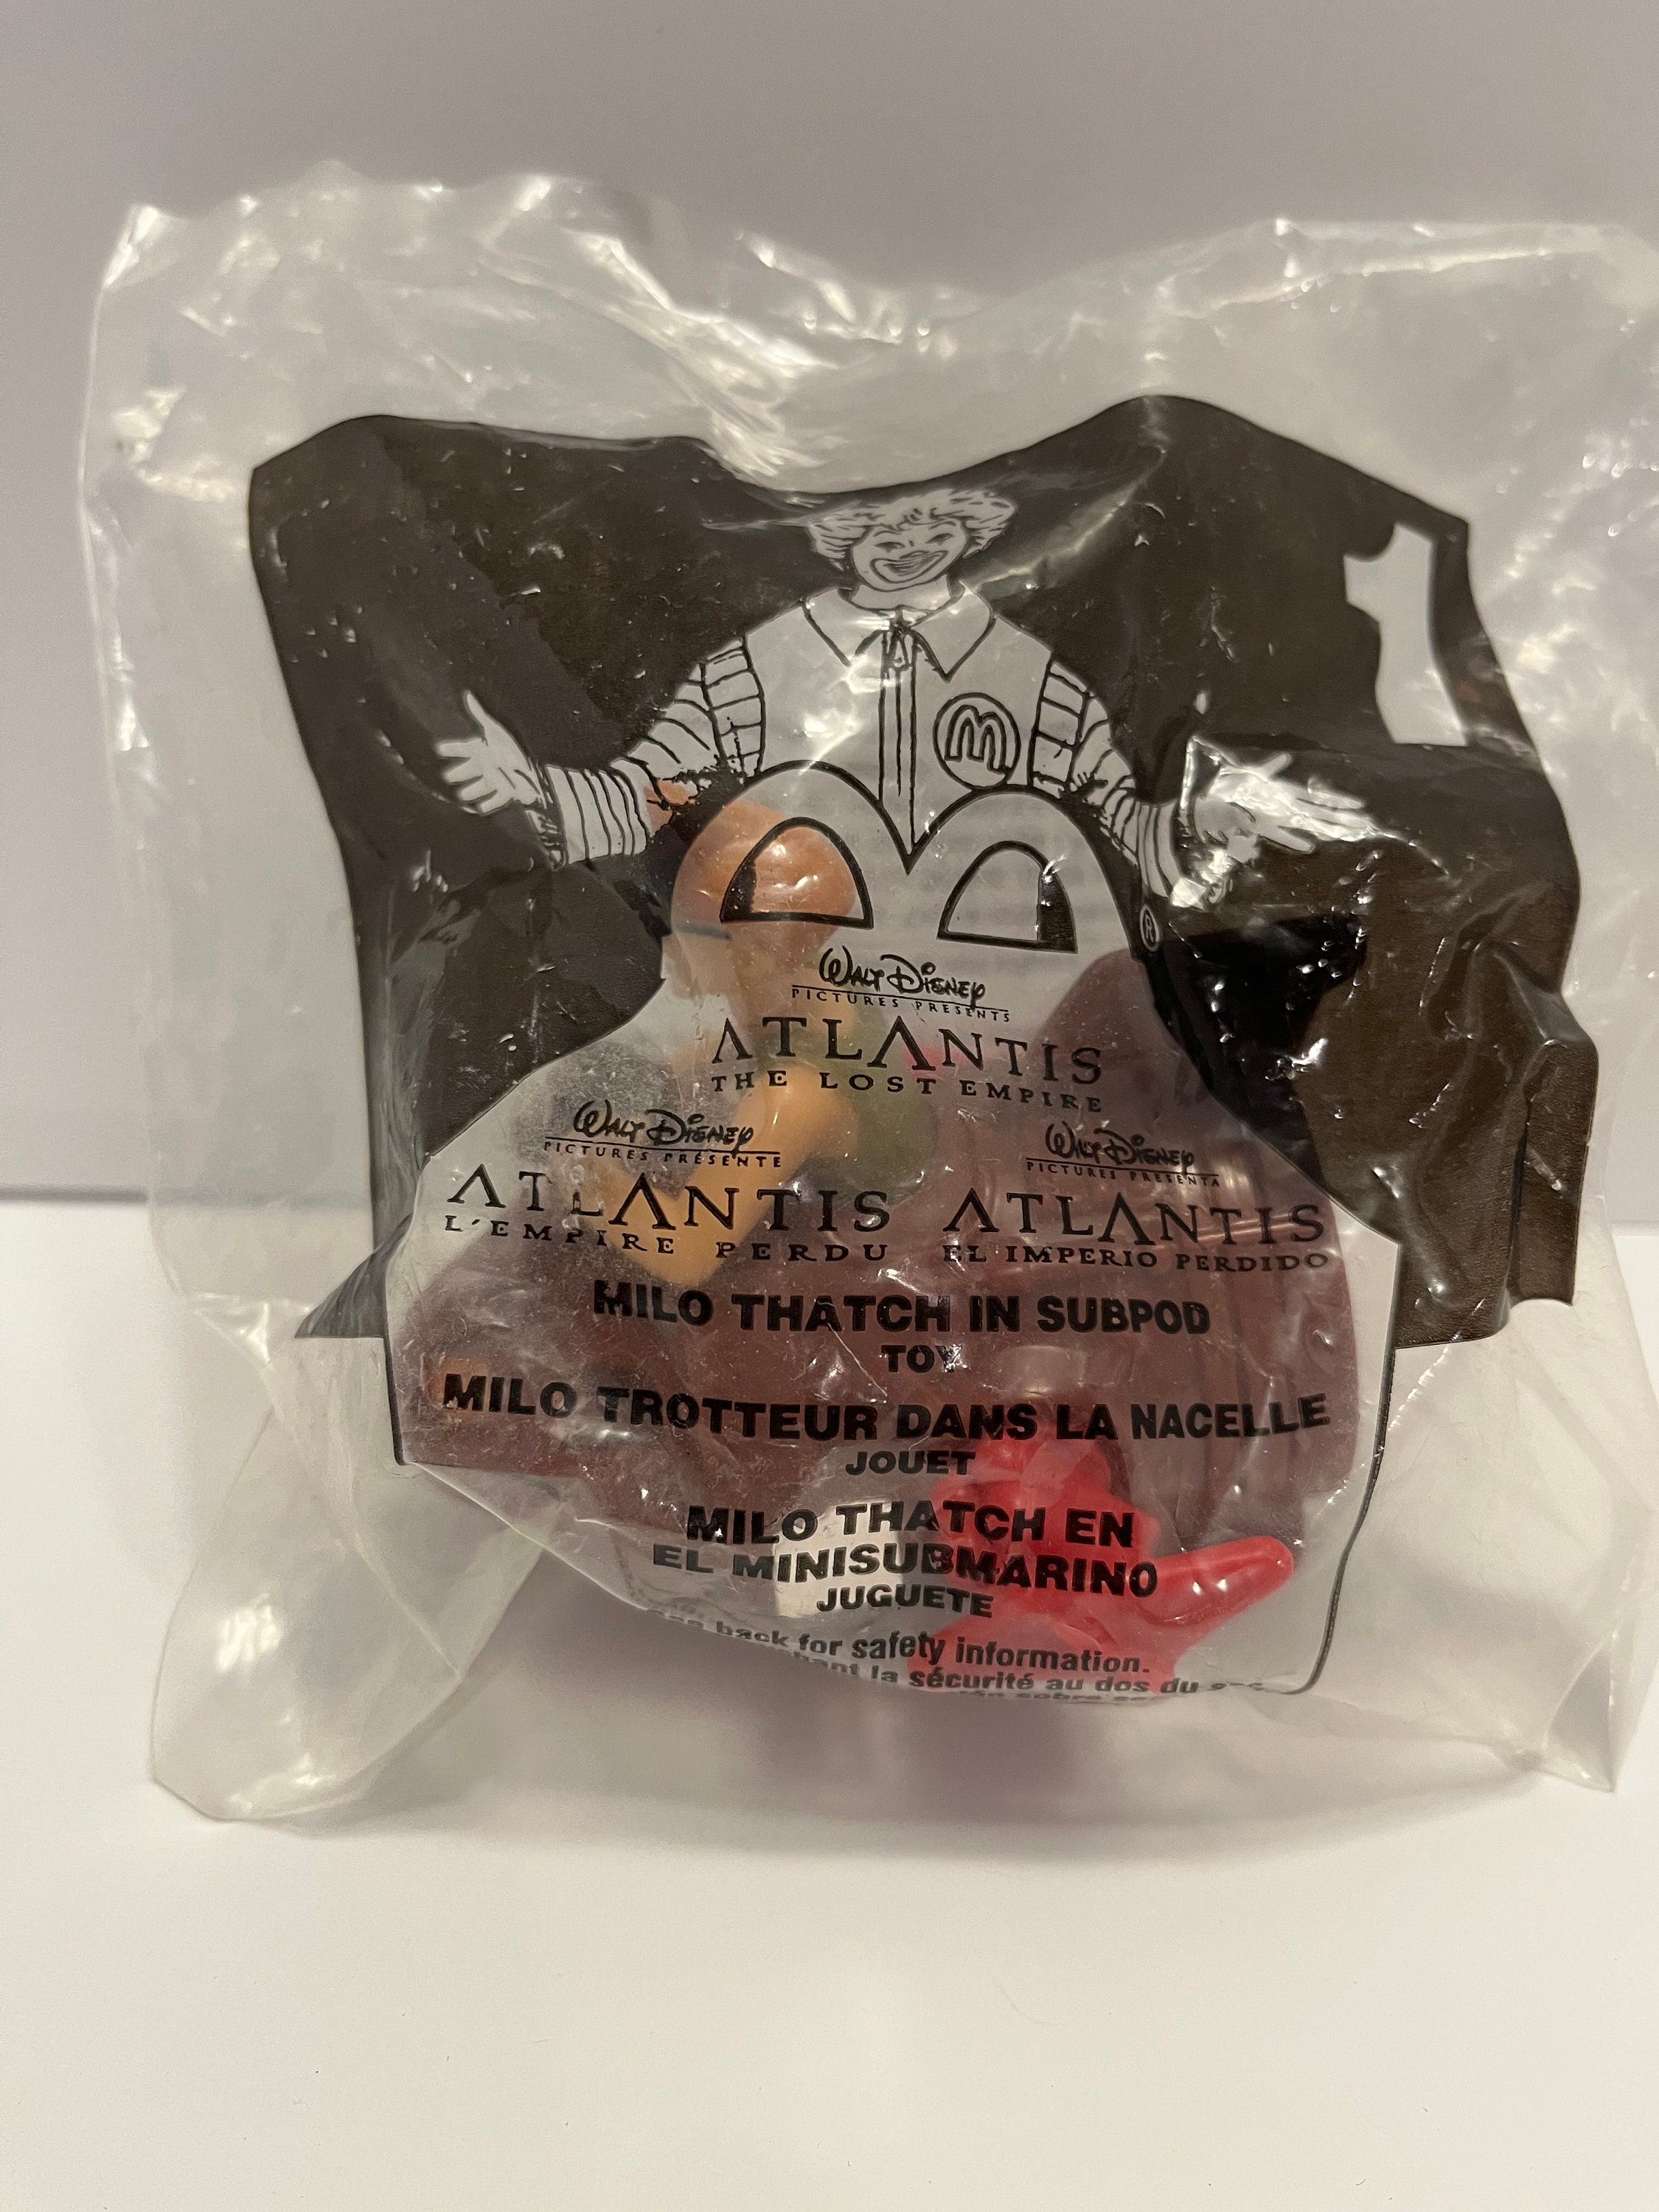 1
M
®
WALT DISNEY
PICTURES PRESENTS
ATLANTIS
THE LOST EMPIRE
WALT DISNEY
PICTURES PRÉSENTE
ATLANTIS
L'EMPIRE PERDU
WALT DISNEY
PICTURES PRESENTA
ATLANTIS
EL IMPERIO PERDIDO
MILO THATCH IN SUBPOD
TOY
MILO TROTTEUR DANS LA NACELLE
JOUET
MILO THATCH EN
EL MINISUBMARINO
JUGUETE
back for safety information.
la sécurité au dos du
sobre